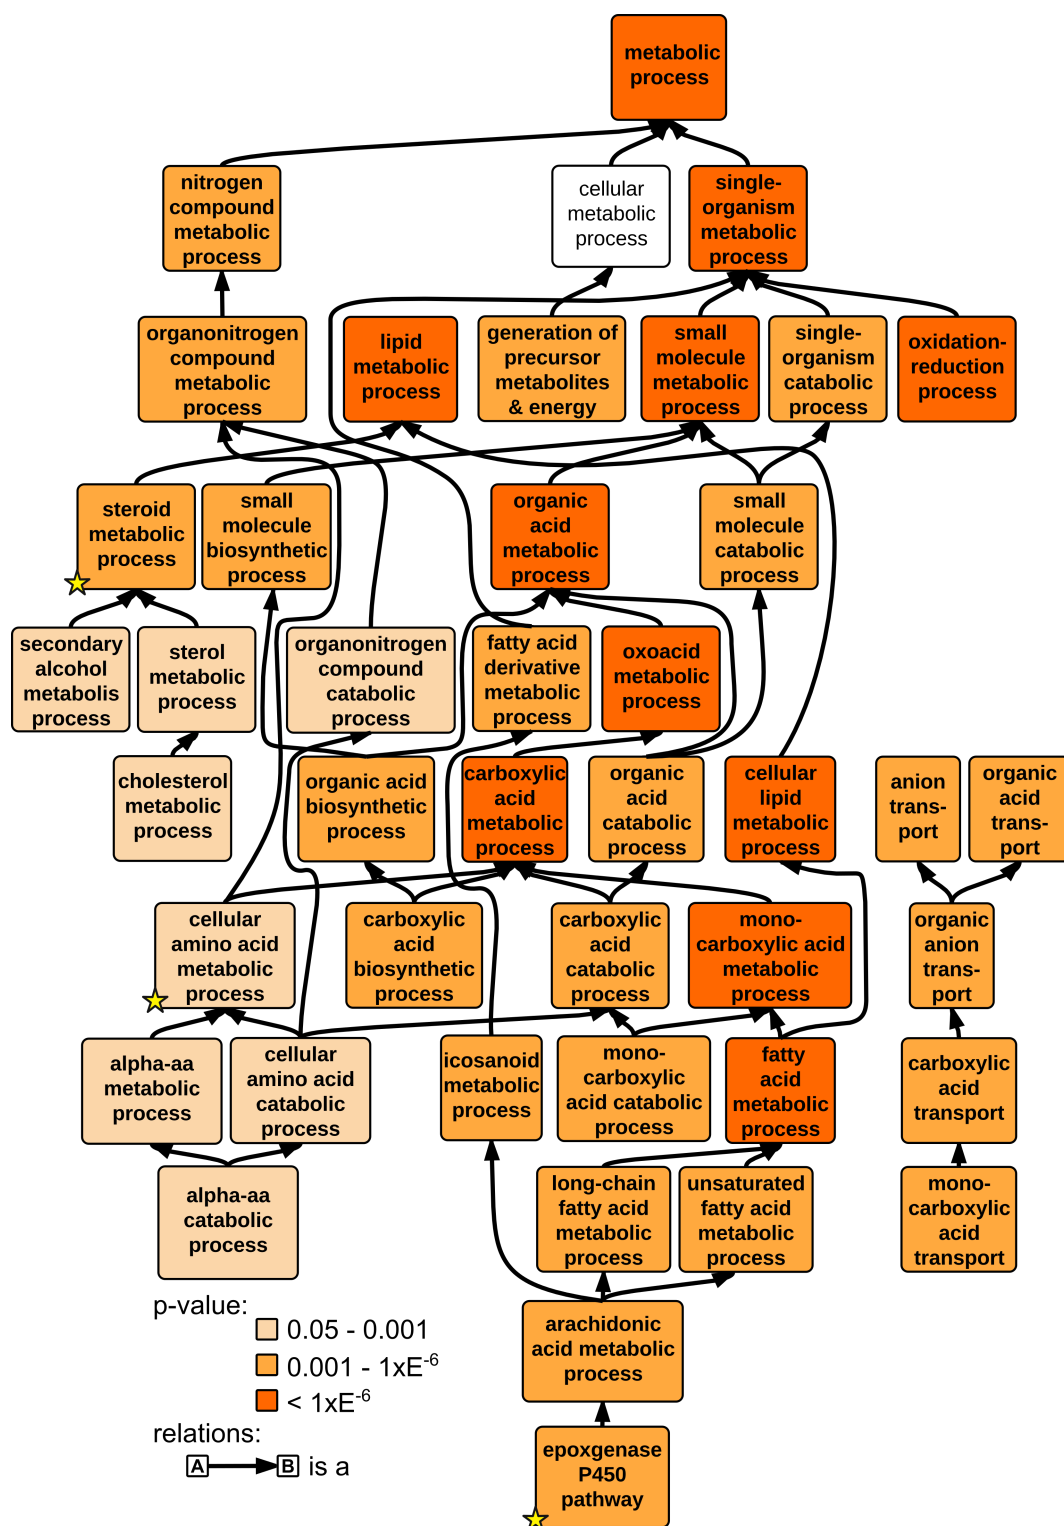 metabolic
process
nitrogen
compound
metabolic
process
cellular
metabolic
process
single-
organism
metabolic
process
organonitrogen
compound
metabolic
process
lipid
metabolic
process
generation of
precursor
metabolites
& energy
small
molecule
metabolic
process
single-
organism
catabolic
process
oxidation-
reduction
process
steroid
metabolic
process
small
molecule
biosynthetic
process
organic
acid
metabolic
process
small
molecule
catabolic
process
secondary
alcohol
metabolis
process
sterol
metabolic
process
organonitrogen
compound
catabolic
process
fatty acid
derivative
metabolic
process
oxoacid
metabolic
process
cholesterol
metabolic
process
organic acid
biosynthetic
process
carboxylic
acid
metabolic
process
organic
acid
catabolic
process
cellular
lipid
metabolic
process
anion
trans-
port
organic
acid
trans-
port
cellular
amino acid
metabolic
process
carboxylic
acid
biosynthetic
process
carboxylic
acid
catabolic
process
mono-
carboxylic acid
metabolic
process
organic
anion
trans-
port
alpha-aa
metabolic
process
cellular
amino acid
catabolic
process
icosanoid
metabolic
process
mono-
carboxylic
acid catabolic
process
fatty
acid
metabolic
process
carboxylic
acid
transport
alpha-aa
catabolic
process
long-chain
fatty acid
metabolic
process
unsaturated
fatty acid
metabolic
process
mono-
carboxylic
acid
transport
arachidonic
acid metabolic
process
epoxgenase
P450
pathway
p-value:
0.05 - 0.001
0.001 - 1xE⁻⁶
< 1xE⁻⁶
relations:
A B is a